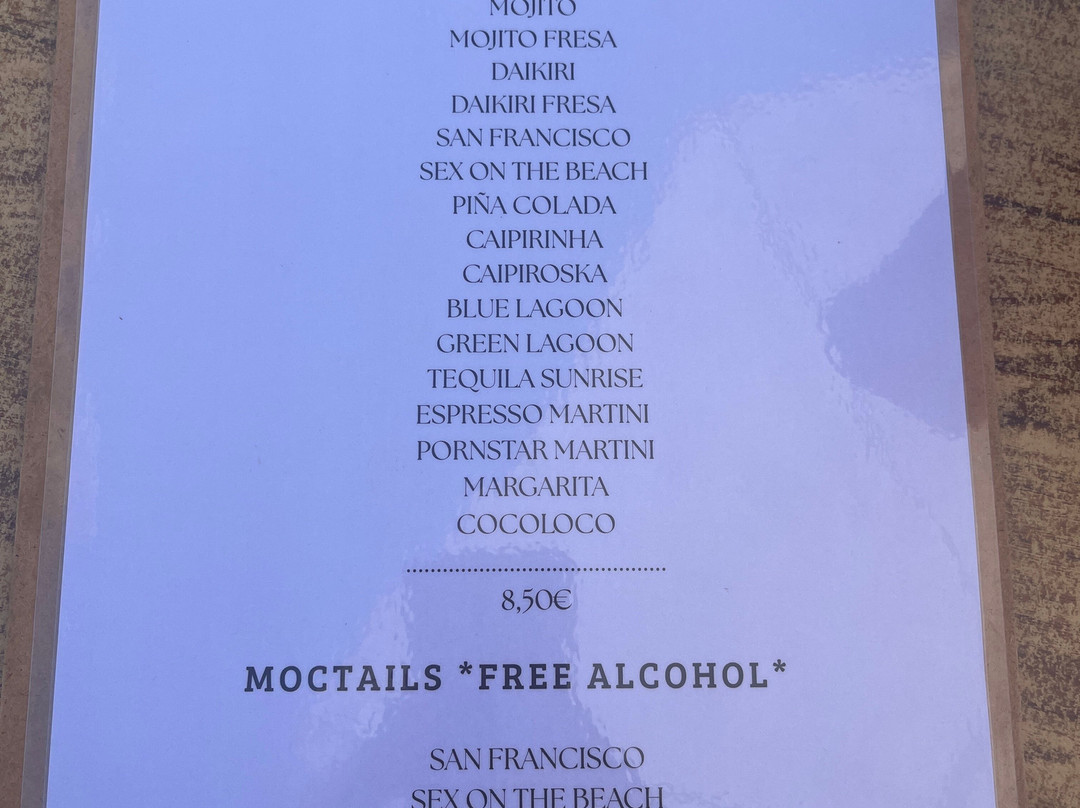 MOJITO
MOJITO FRESA
DAIKIRI
DAIKIRI FRESA
SAN FRANCISCO
SEX ON THE BEACH
PIÑA COLADA
CAIPIRINHA
CAIPIROSKA
BLUE LAGOON
GREEN LAGOON
TEQUILA SUNRISE
ESPRESSO MARTINI
PORNSTAR MARTINI
MARGARITA
COCOLOCO
............................................
8,50€
MOCTAILS *FREE ALCOHOL*
SAN FRANCISCO
SEX ON THE BEACH